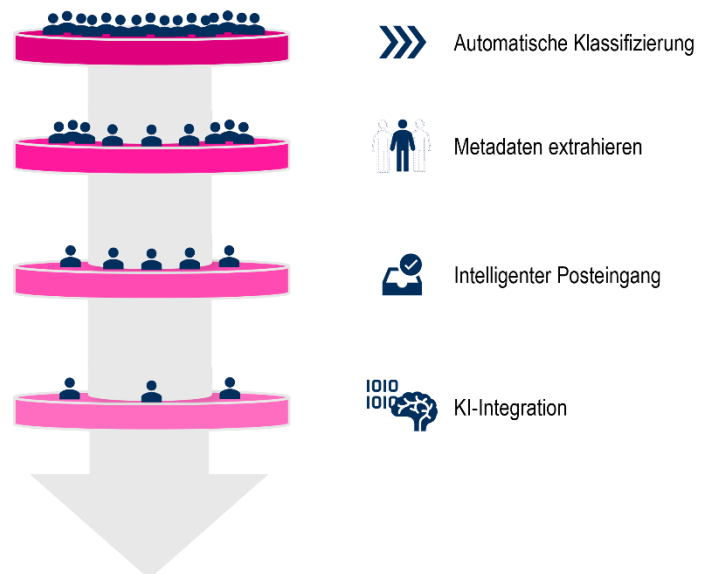 Automatische Klassifizierung
Metadaten extrahieren
Intelligenter Posteingang
1010
1010
KI-Integration